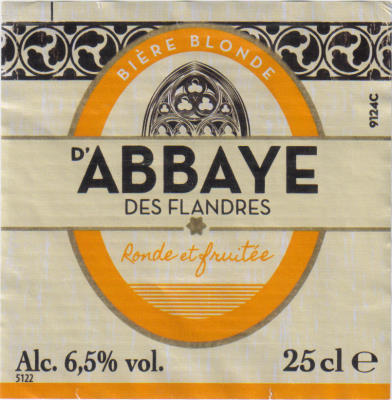 BIÈRE BLONDE
9124C
D'ABBAYE
DES FLANDRES
Ronde et fruitée
Alc. 6,5% vol.
25 cl ℮
5122